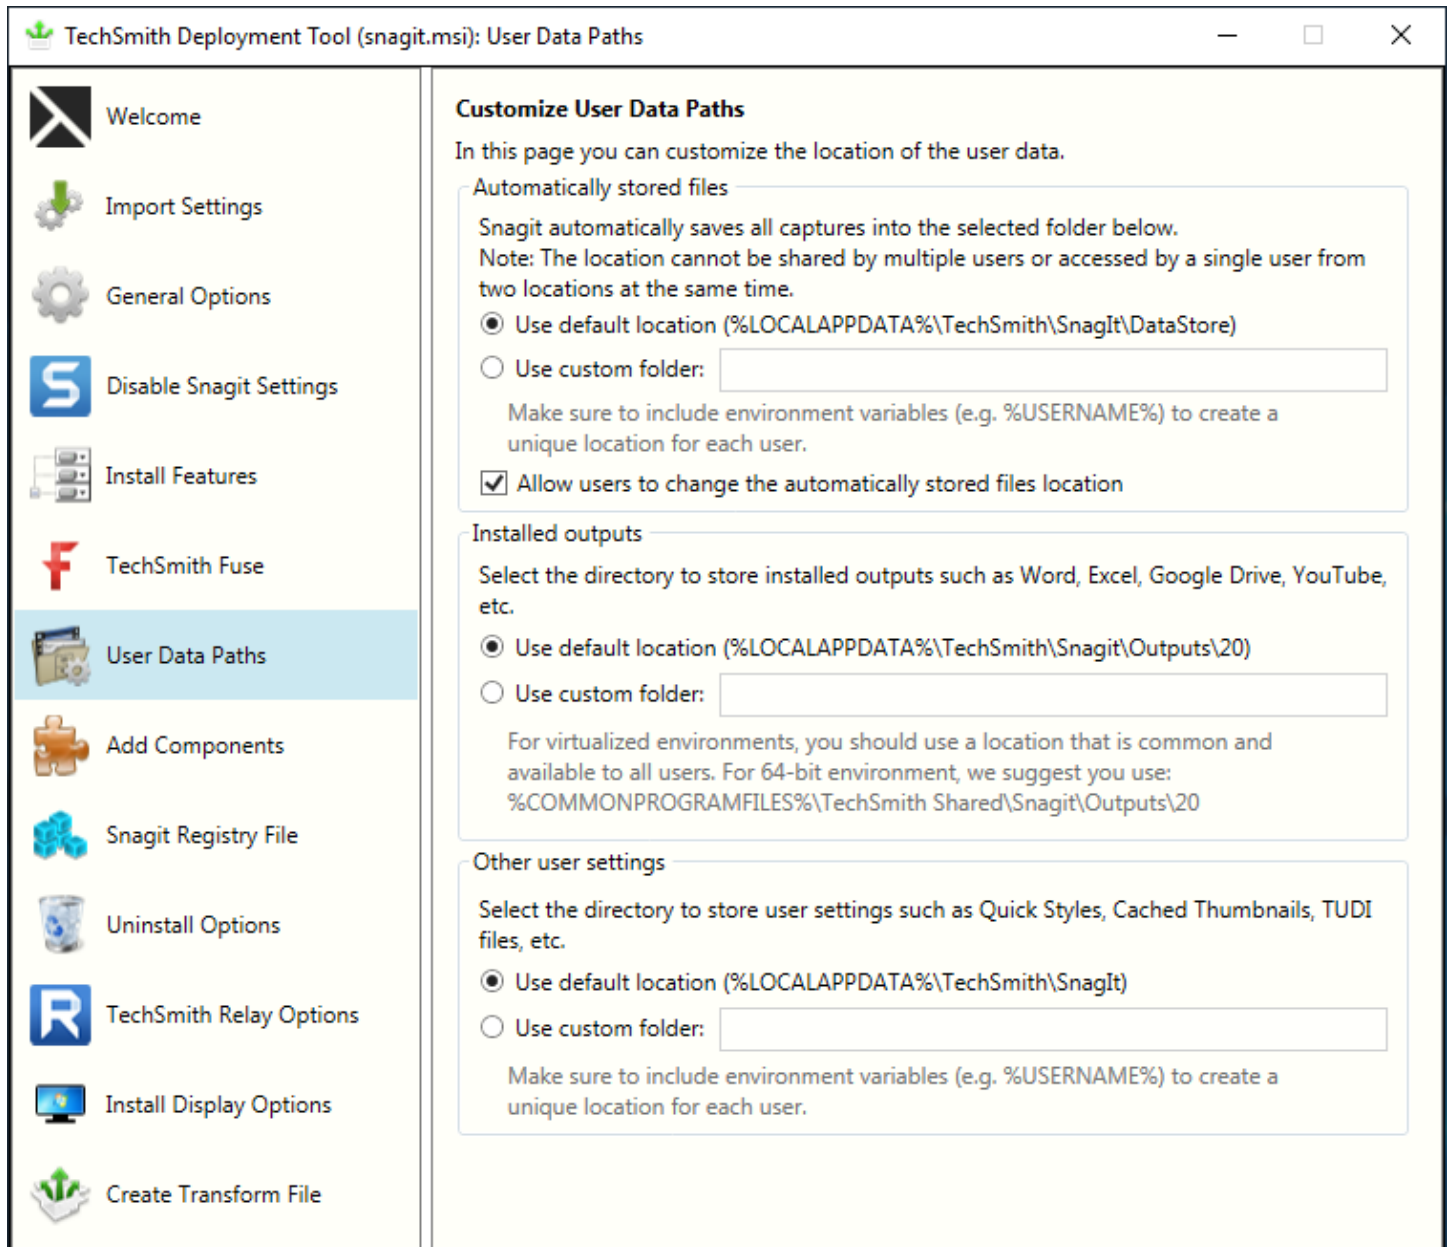 TechSmith Deployment Tool (snagit.msi): User Data Paths
Welcome
Import Settings
General Options
Disable Snagit Settings
Install Features
TechSmith Fuse
User Data Paths
Add Components
Snagit Registry File
Uninstall Options
TechSmith Relay Options
Install Display Options
Create Transform File
Customize User Data Paths
In this page you can customize the location of the user data.
Automatically stored files
Snagit automatically saves all captures into the selected folder below.
Note: The location cannot be shared by multiple users or accessed by a single user from
two locations at the same time.
Use default location (%LOCALAPPDATA%\TechSmith\SnagIt\DataStore)
Use custom folder:
Make sure to include environment variables (e.g. %USERNAME%) to create a
unique location for each user.
Allow users to change the automatically stored files location
Installed outputs
Select the directory to store installed outputs such as Word, Excel, Google Drive, YouTube,
etc.
Use default location (%LOCALAPPDATA%\TechSmith\Snagit\Outputs\20)
Use custom folder:
For virtualized environments, you should use a location that is common and
available to all users. For 64-bit environment, we suggest you use:
%COMMONPROGRAMFILES%\TechSmith Shared\Snagit\Outputs\20
Other user settings
Select the directory to store user settings such as Quick Styles, Cached Thumbnails, TUDI
files, etc.
Use default location (%LOCALAPPDATA%\TechSmith\SnagIt)
Use custom folder:
Make sure to include environment variables (e.g. %USERNAME%) to create a
unique location for each user.